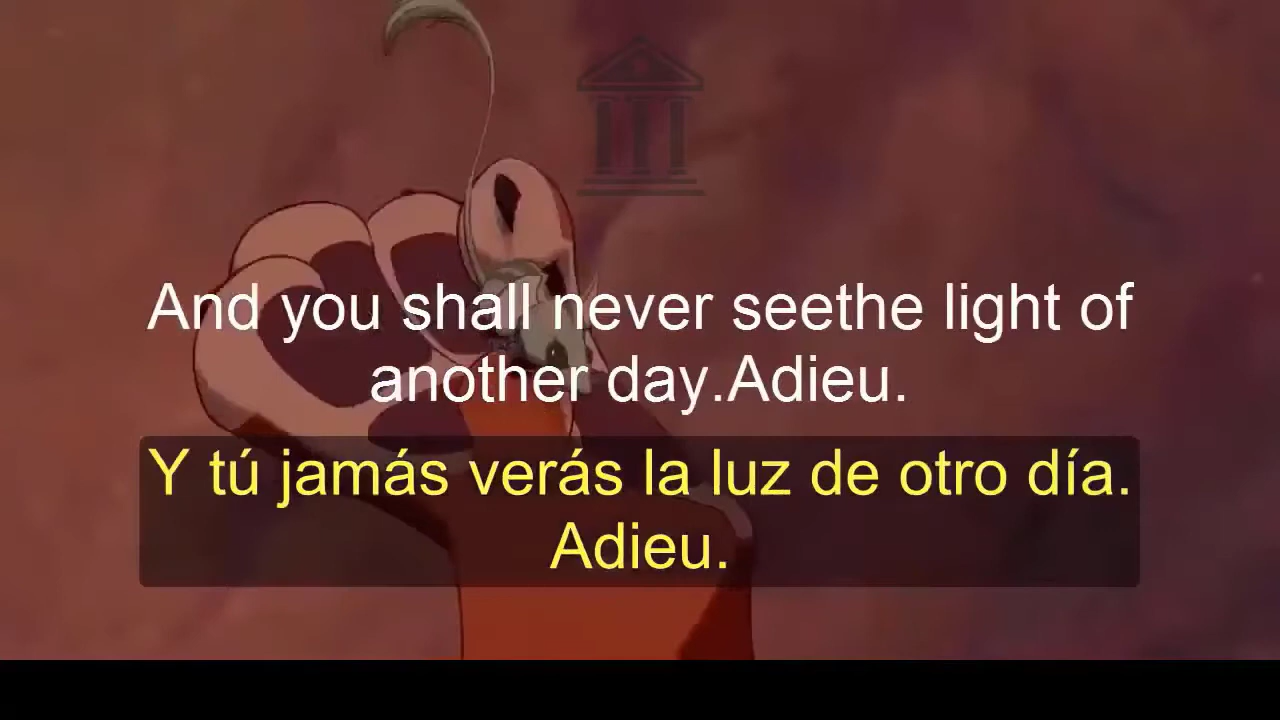 And you shall never seethe light of
another day.Adieu.
Y tú jamás verás la luz de otro día.
Adieu.